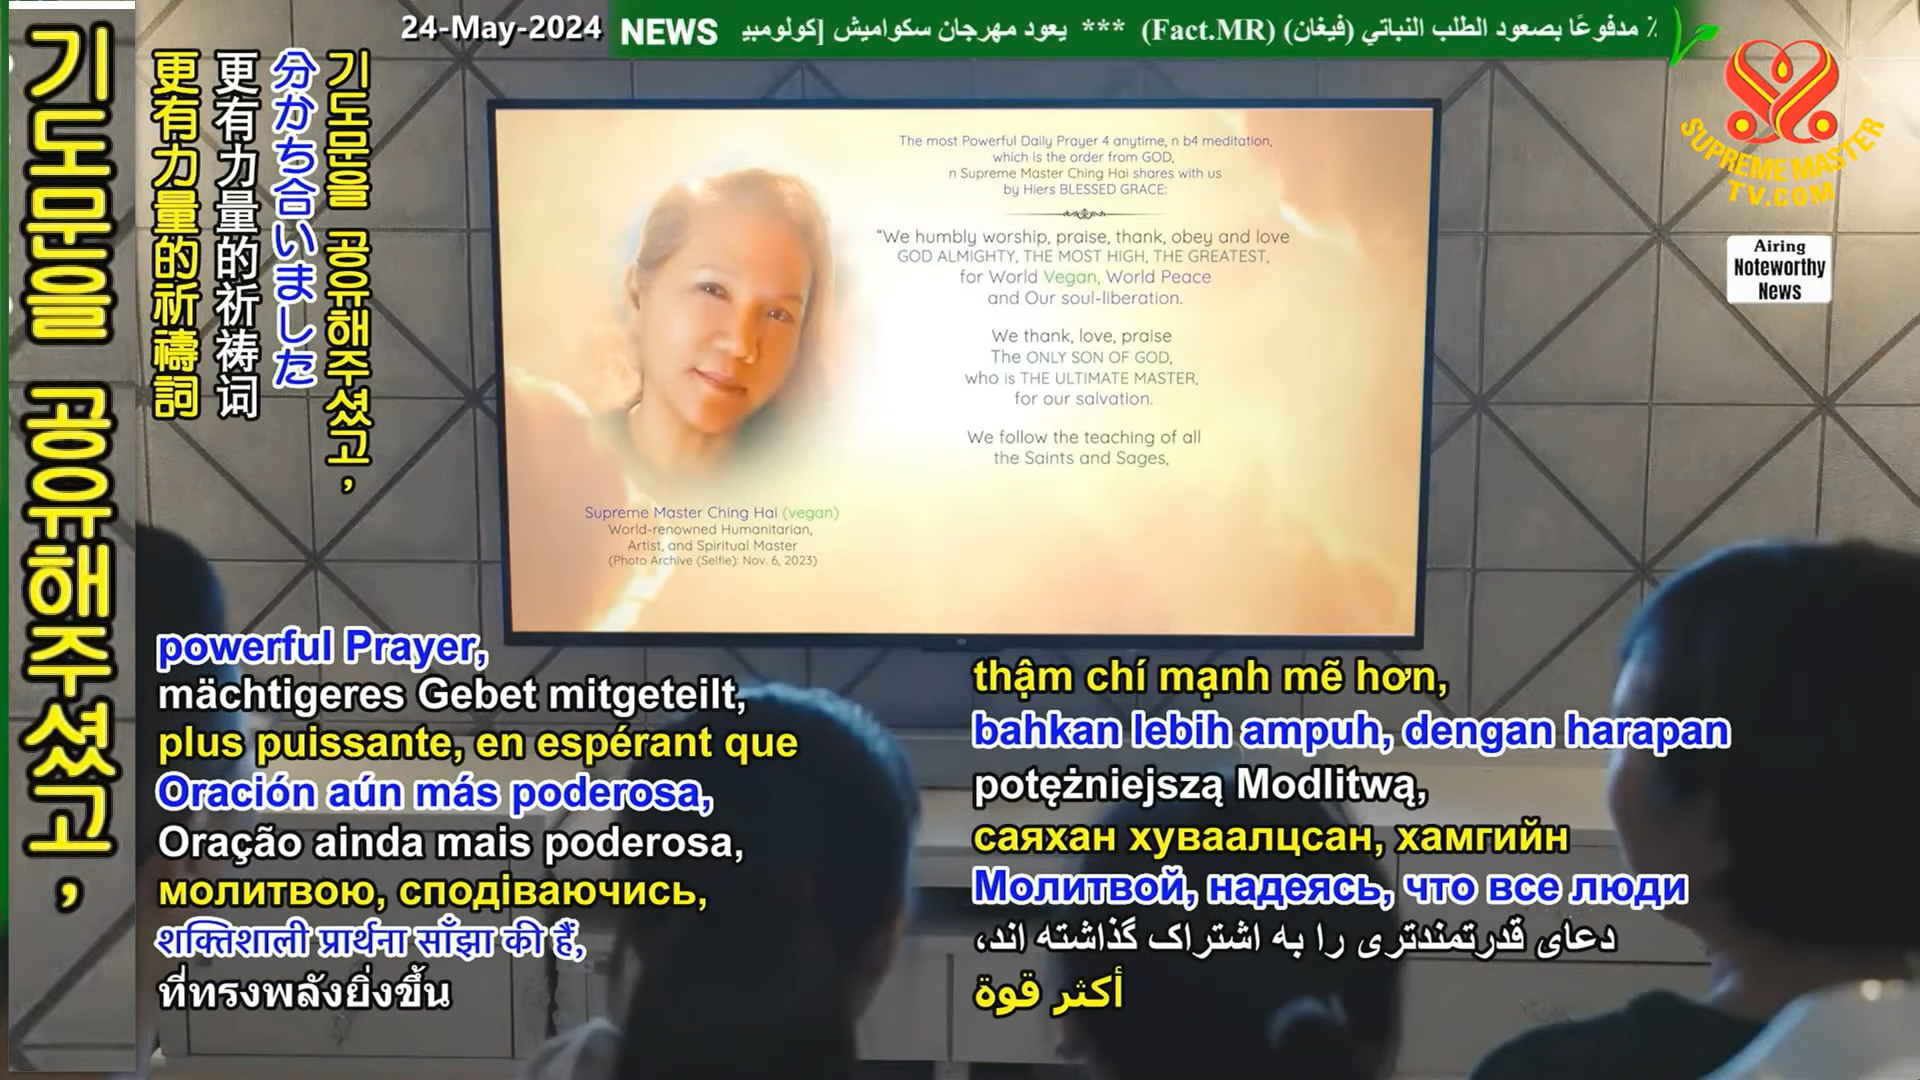 24-May-2024
NEWS
٪ مدفوعًا بصعود الطلب النباتي (فيغان) (Fact.MR) *** يعود مهرجان سكواميش [كولومبي
SUPREME MASTER
TV.COM
Airing
Noteworthy
News
기도문을 공유해주셨고,
기도문을 공유해주셨고,
分かち合いました
更有力量的祈祷词
更有力量的祈禱詞
The most Powerful Daily Prayer 4 anytime, n b4 meditation,
which is the order from GOD,
n Supreme Master Ching Hai shares with us
by Hiers BLESSED GRACE:
“We humbly worship, praise, thank, obey and love
GOD ALMIGHTY, THE MOST HIGH, THE GREATEST,
for World Vegan, World Peace
and Our soul-liberation.
We thank, love, praise
The ONLY SON OF GOD,
who is THE ULTIMATE MASTER,
for our salvation.
We follow the teaching of all
the Saints and Sages,
Supreme Master Ching Hai (vegan)
World-renowned Humanitarian,
Artist, and Spiritual Master
(Photo Archive (Selfie): Nov. 6, 2023)
powerful Prayer,
mächtigeres Gebet mitgeteilt,
plus puissante, en espérant que
Oración aún más poderosa,
Oração ainda mais poderosa,
молитвою, сподіваючись,
शक्तिशाली प्रार्थना साँझा की हैं,
ที่ทรงพลังยิ่งขึ้น
thậm chí mạnh mẽ hơn,
bahkan lebih ampuh, dengan harapan
potężniejszą Modlitwą,
саяхан хуваалцсан, хамгийн
Молитвой, надеясь, что все люди
دعای قدرتمندتری را به اشتراک گذاشته اند،
أكثر قوة